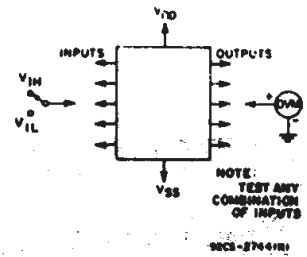 VDD
INPUTS
OUTPUTS
VIH
VIL
+
DVM
-
VSS
NOTE:
TEST ANY
COMBINATION
OF INPUTS
92CS-27441RI